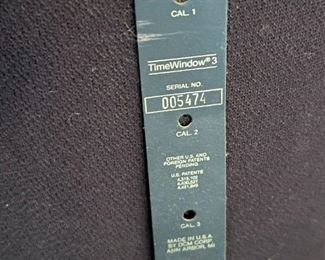 CAL. 1
TimeWindow® 3
SERIAL NO.
005474
CAL. 2
OTHER U.S. AND
FOREIGN PATENTS
PENDING.
U.S. PATENTS
CAL. 3
MADE IN U.S.A.
BY DCM CORP.
ANN ARBOR, MI